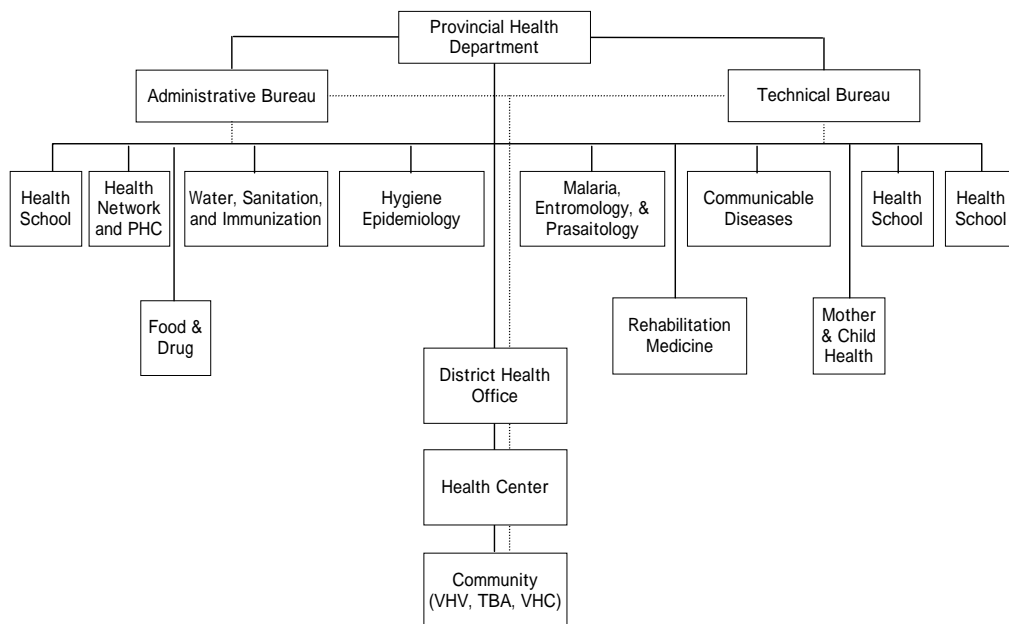 Provincial Health
Department
Administrative Bureau
Technical Bureau
Health
School
Health
Network
and PHC
Water, Sanitation,
and Immunization
Hygiene
Epidemiology
Malaria,
Entromology, &
Prasaitology
Communicable
Diseases
Health
School
Health
School
Food &
Drug
Rehabilitation
Medicine
Mother
& Child
Health
District Health
Office
Health Center
Community
(VHV, TBA, VHC)